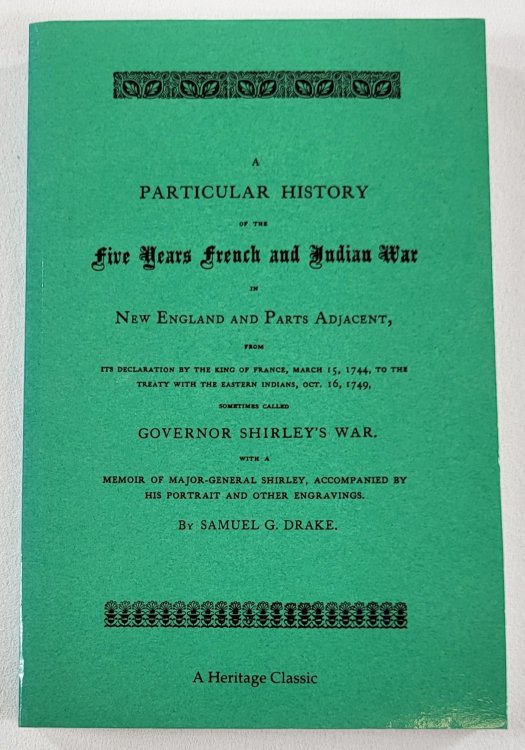 A
PARTICULAR HISTORY
OF THE
Five Years French and Indian War
IN
NEW ENGLAND AND PARTS ADJACENT,
FROM
ITS DECLARATION BY THE KING OF FRANCE, MARCH 15, 1744, TO THE
TREATY WITH THE EASTERN INDIANS, OCT. 16, 1749,
SOMETIMES CALLED
GOVERNOR SHIRLEY'S WAR.
WITH A
MEMOIR OF MAJOR-GENERAL SHIRLEY, ACCOMPANIED BY
HIS PORTRAIT AND OTHER ENGRAVINGS.
By SAMUEL G. DRAKE.
A Heritage Classic